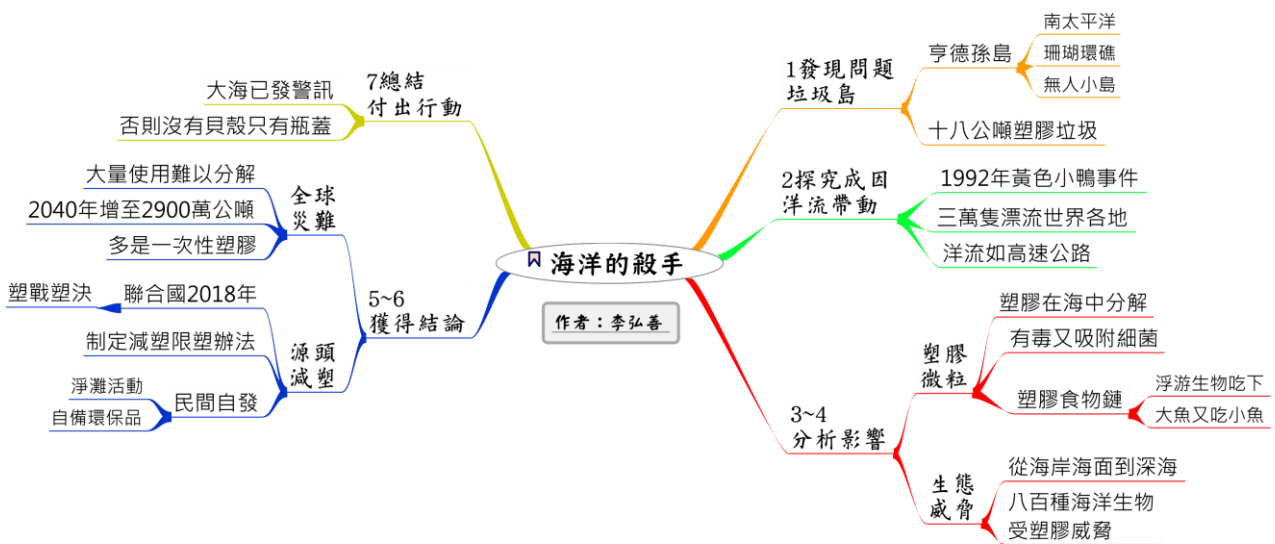 海洋的殺手
作者：李弘善
1發現問題
垃圾島
亨德孫島
南太平洋
珊瑚環礁
無人小島
十八公噸塑膠垃圾
2探究成因
洋流帶動
1992年黃色小鴨事件
三萬隻漂流世界各地
洋流如高速公路
3~4
分析影響
塑膠
微粒
塑膠在海中分解
有毒又吸附細菌
塑膠食物鏈
浮游生物吃下
大魚又吃小魚
生態
威脅
從海岸海面到深海
八百種海洋生物
受塑膠威脅
5~6
獲得結論
全球
災難
大量使用難以分解
2040年增至2900萬公噸
多是一次性塑膠
源頭
減塑
聯合國2018年
塑戰塑決
制定減塑限塑辦法
民間自發
淨灘活動
自備環保品
7總結
付出行動
大海已發警訊
否則沒有貝殼只有瓶蓋